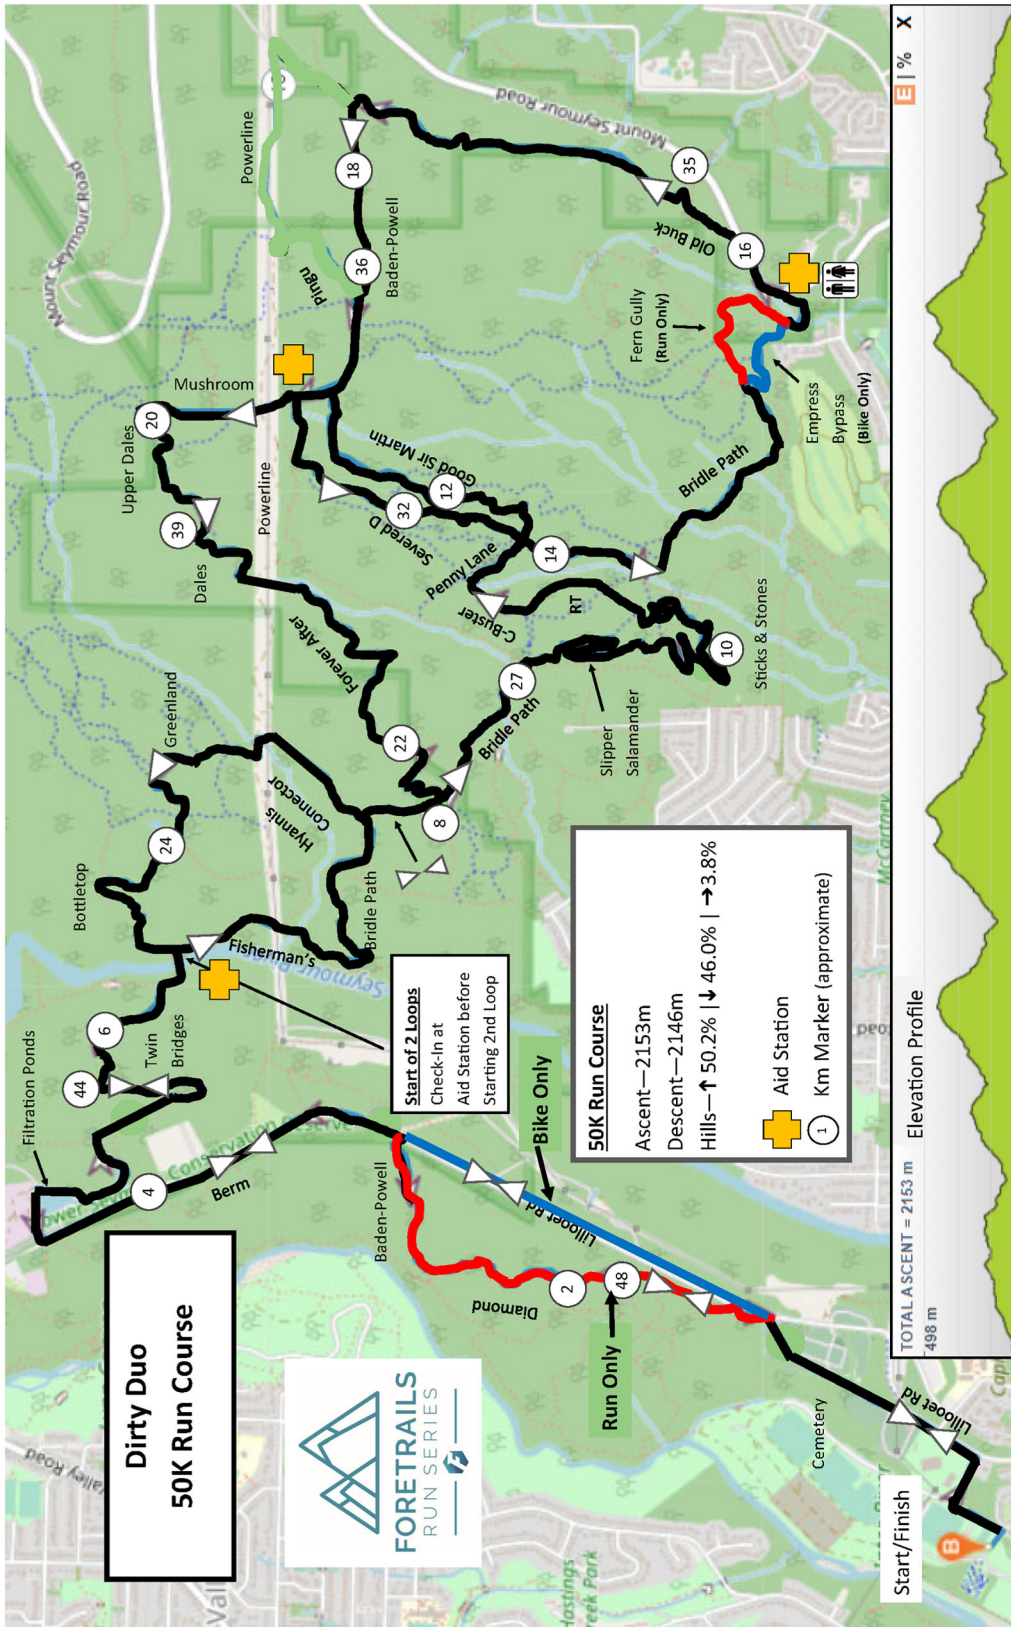 Dirty Duo
50K Run Course
FORETRAILS
RUN SERIES
Filtration Ponds
Twin
Bridges
Bottletop
Greenland
Fisherman's
Hyannis
Connector
Bridle Path
Start of 2 Loops
Check-In at
Aid Station before
Starting 2nd Loop
Berm
Baden-Powell
Diamond
Lillooet Rd
Bike Only
Run Only
Cemetery
Lillooet Rd
Start/Finish
B
Upper Dales
Dales
Mushroom
Powerline
Powerline
Pingu
Baden-Powell
Forever After
Good Sir Martin
Severed D
Penny Lane
C-Buster
RT
Bridle Path
Slipper
Salamander
Sticks & Stones
Bridle Path
Fern Gully
(Run Only)
Empress
Bypass
(Bike Only)
Old Buck
Mount Seymour Road
Mount Seymour Road
Conservation Reserve
Seymour
Valley Road
McCartney
2
4
6
8
10
12
14
16
18
20
22
24
27
32
35
36
39
44
48
50K Run Course
Ascent—2153m
Descent—2146m
Hills—↑ 50.2% |↓ 46.0% | →3.8%
Aid Station
1 Km Marker (approximate)
Elevation Profile
TOTAL ASCENT = 2153 m
498 m
E | % X